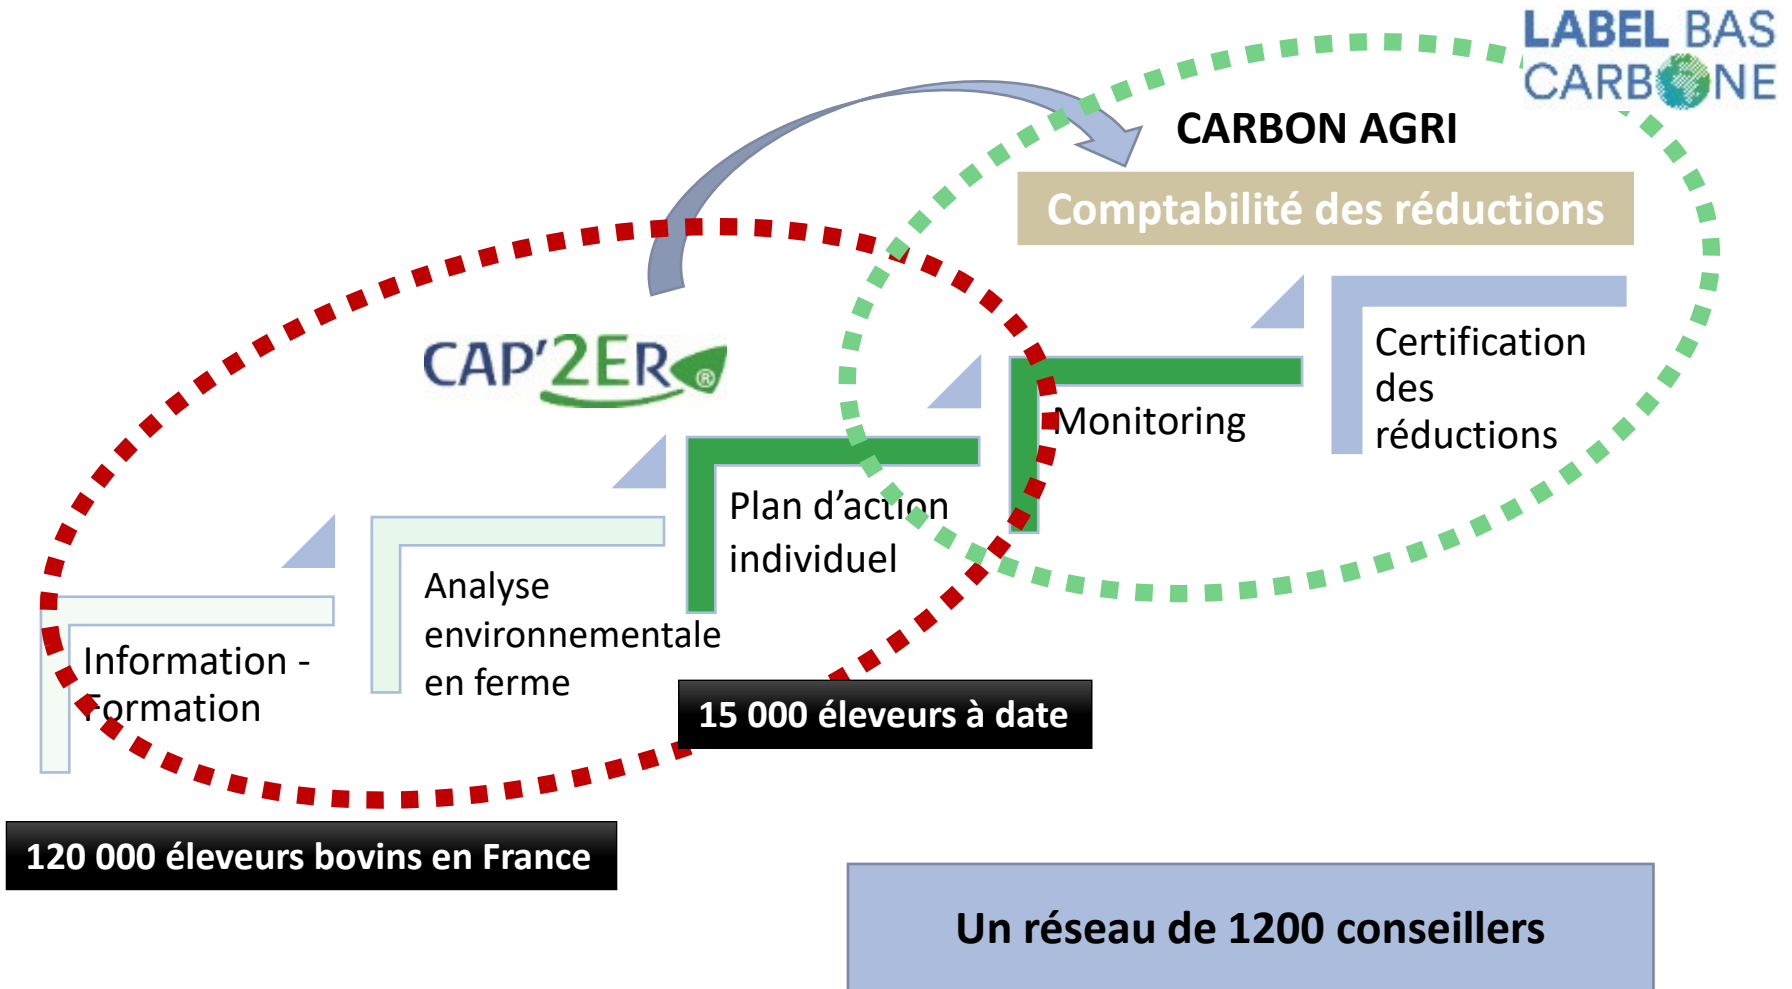 LABEL BAS
CARBONE
CARBON AGRI
Comptabilité des réductions
CAP'2ER®
Certification
des
réductions
Monitoring
Plan d’action
individuel
Analyse
environnementale
en ferme
Information -
Formation
15 000 éleveurs à date
120 000 éleveurs bovins en France
Un réseau de 1200 conseillers